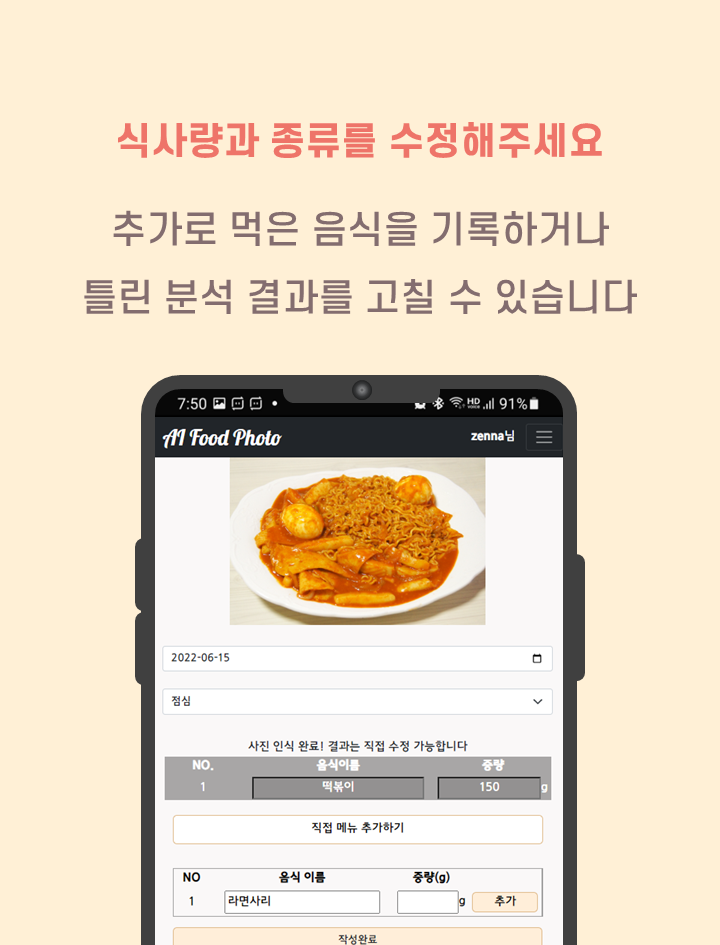 식사량과 종류를 수정해주세요
추가로 먹은 음식을 기록하거나
틀린 분석 결과를 고칠 수 있습니다
7:50 HD VOICE 91%
AI Food Photo zenna님
2022-06-15
점심
사진 인식 완료! 결과는 직접 수정 가능합니다
NO. 음식이름 중량
1 떡볶이 150 g
직접 메뉴 추가하기
NO 음식 이름 중량(g)
1 라면사리 g 추가
작성완료